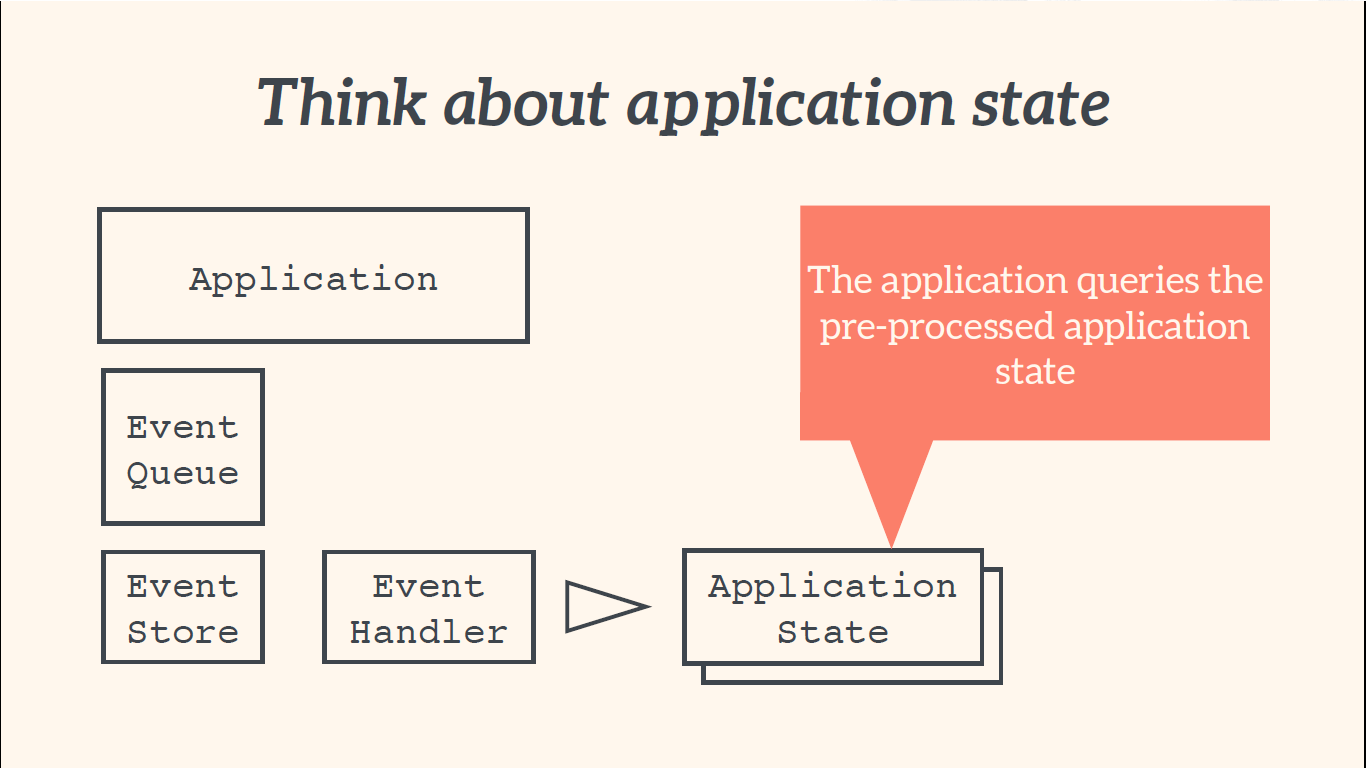 Think about application state
Application
The application queries the
pre-processed application
state
Event
Queue
Event
Store
Event
Handler
Application
State